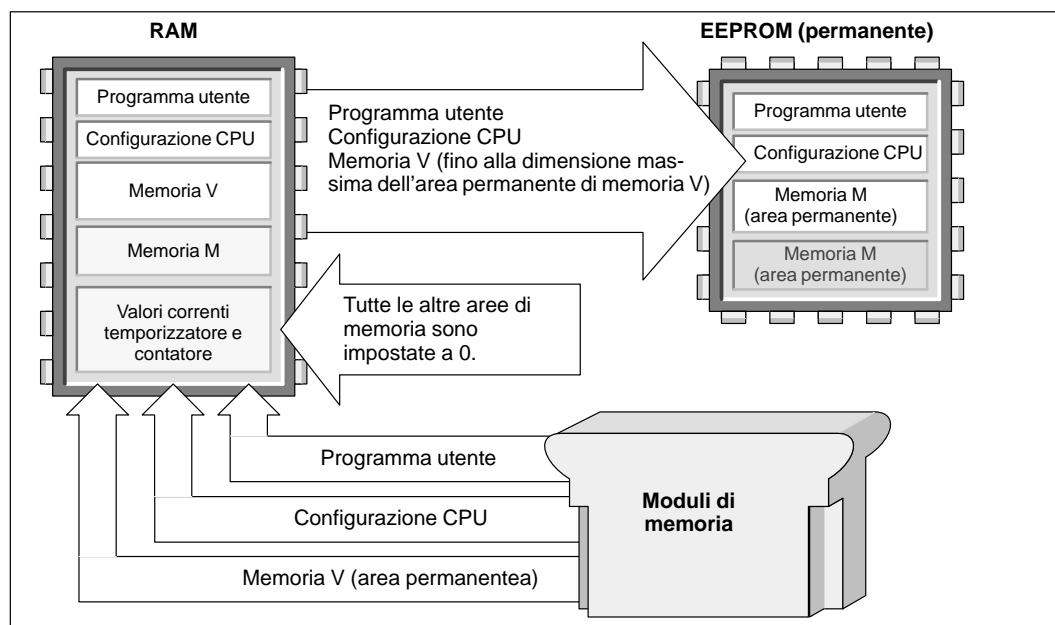 RAM
EEPROM (permanente)
Programma utente
Configurazione CPU
Memoria V
Memoria M
Valori correnti
temporizzatore e
contatore
Programma utente
Configurazione CPU
Memoria V (fino alla dimensione mas-
sima dell'area permanente di memoria V)
Programma utente
Configurazione CPU
Memoria M
(area permanente)
Memoria M
(area permanente)
Tutte le altre aree di
memoria sono
impostate a 0.
Programma utente
Configurazione CPU
Memoria V (area permanentea)
Moduli di
memoria